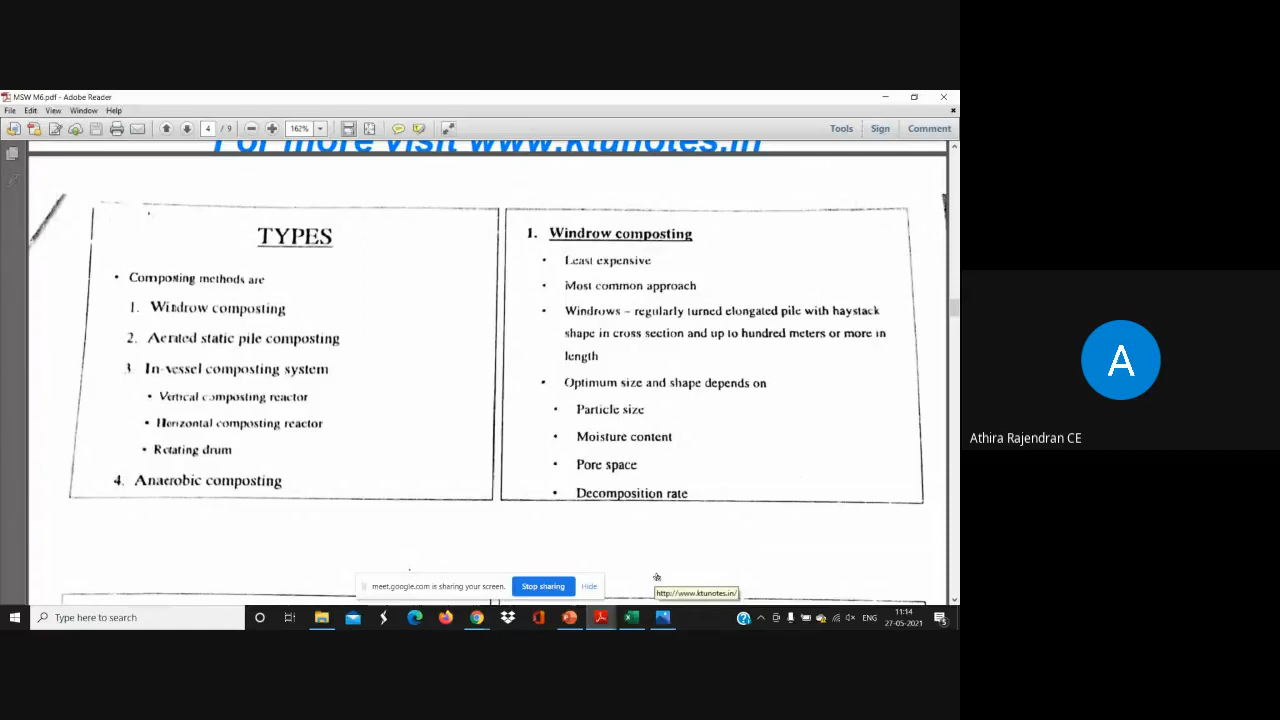 MSW M6.pdf - Adobe Reader
File Edit View Window Help
4 / 9 162% Tools Sign Comment
For more visit www.ktunotes.in
TYPES
• Composting methods are
1. Windrow composting
2. Aerated static pile composting
3. In-vessel composting system
• Vertical composting reactor
• Horizontal composting reactor
• Rotating drum
4. Anaerobic composting
1. Windrow composting
• Least expensive
• Most common approach
• Windrows – regularly turned elongated pile with haystack
shape in cross section and up to hundred meters or more in
length
• Optimum size and shape depends on
• Particle size
• Moisture content
• Pore space
• Decomposition rate
meet.google.com is sharing your screen. Stop sharing Hide
http://www.ktunotes.in/
Type here to search
ENG
11:14
27-05-2021
5
A
Athira Rajendran CE